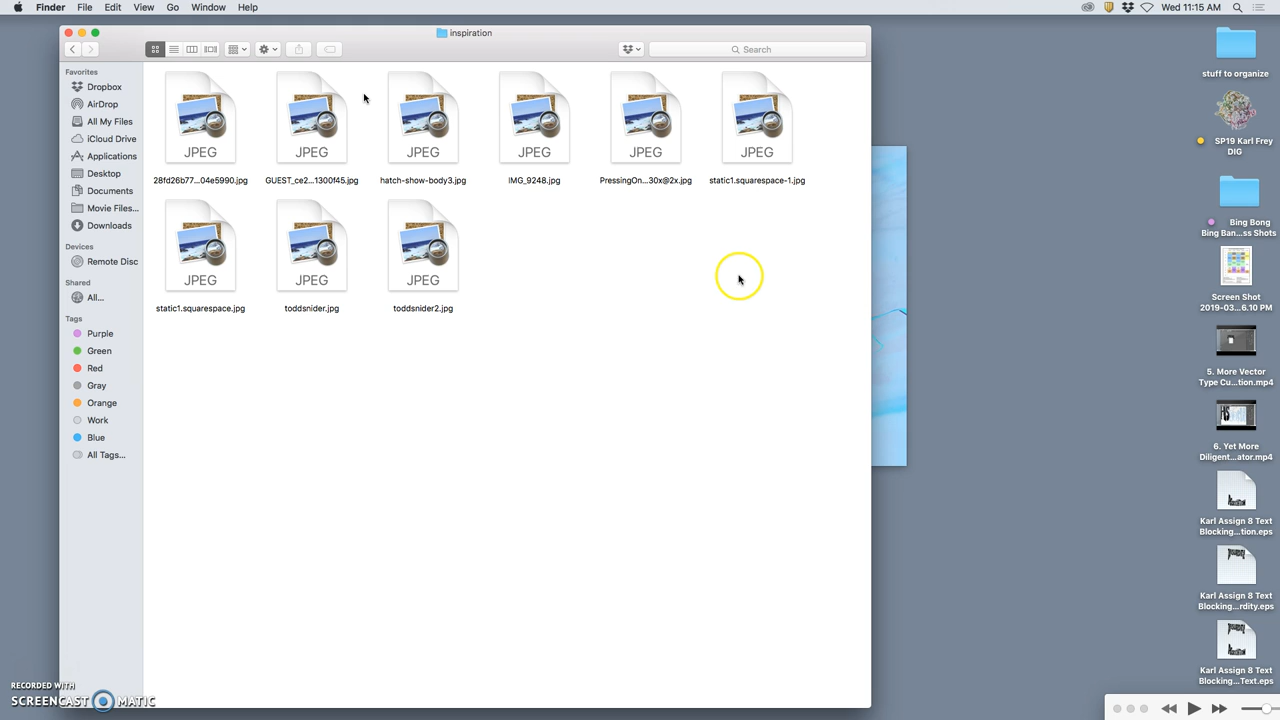 Finder File Edit View Go Window Help
Wed 11:15 AM
inspiration
Search
Favorites
Dropbox
AirDrop
All My Files
iCloud Drive
Applications
Desktop
Documents
Movie Files...
Downloads
Devices
Remote Disc
Shared
All...
Tags
Purple
Green
Red
Gray
Orange
Work
Blue
All Tags...
JPEG JPEG JPEG JPEG JPEG JPEG
28fd26b77...04e5990.jpg GUEST_ce2...1300f45.jpg hatch-show-body3.jpg IMG_9248.jpg PressingOn...30x@2x.jpg static1.squarespace-1.jpg
JPEG JPEG JPEG
static1.squarespace.jpg toddsnider.jpg toddsnider2.jpg
stuff to organize
SP19 Karl Frey
DIG
Bing Bong
Bing Ban...ss Shots
Screen Shot
2019-03...6.10 PM
5. More Vector
Type Cu...tion.mp4
6. Yet More
Diligent...ator.mp4
Karl Assign 8 Text
Blocking...tion.eps
Karl Assign 8 Text
Blocking...rdity.eps
Karl Assign 8 Text
Blocking...Text.eps
RECORDED WITH
SCREENCAST MATIC